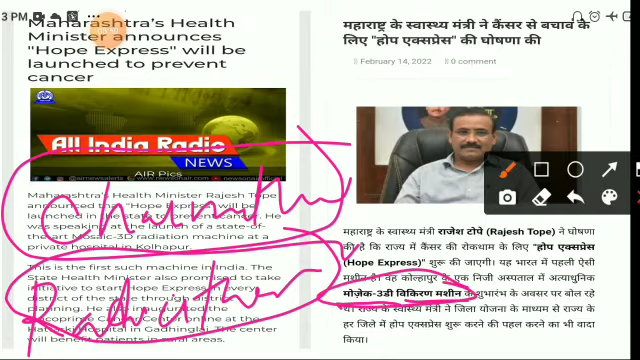 3 PM
Maharashtra's Health
Minister announces
"Hope Express" will be
launched to prevent
cancer
All India Radio
NEWS
AIR Pics
@airnewsalerts
Maharashtra's Health Minister Rajesh Tope
announced that "Hope Express" will be
launched in the state to prevent cancer. He
was speaking at the launch of a state-of-
the-art Mosaic-3D radiation machine at a
private hospital in Kolhapur.
This is the first such machine in India. The
State Health Minister also promised to take
initiative to start Hope Express in every
district of the state through district
planning. He also inaugurated the
Cancer Center online at the
Hospital in Gadhinglaj. The center
will benefit patients in rural areas.
महाराष्ट्र के स्वास्थ्य मंत्री ने कैंसर से बचाव के
लिए "होप एक्सप्रेस" की घोषणा की
February 14, 2022 0 comment
महाराष्ट्र के स्वास्थ्य मंत्री राजेश टोपे (Rajesh Tope) ने घोषणा
की है कि राज्य में कैंसर की रोकथाम के लिए "होप एक्सप्रेस"
(Hope Express) शुरू की जाएगी। यह भारत में पहली ऐसी
मशीन है। वह कोल्हापुर के एक निजी अस्पताल में अत्याधुनिक
मोज़ेक-3डी विकिरण मशीन के शुभारंभ के अवसर पर बोल रहे
थे। राज्य के स्वास्थ्य मंत्री ने जिला योजना के माध्यम से राज्य के
हर जिले में होप एक्सप्रेस शुरू करने की पहल करने का भी वादा
किया।